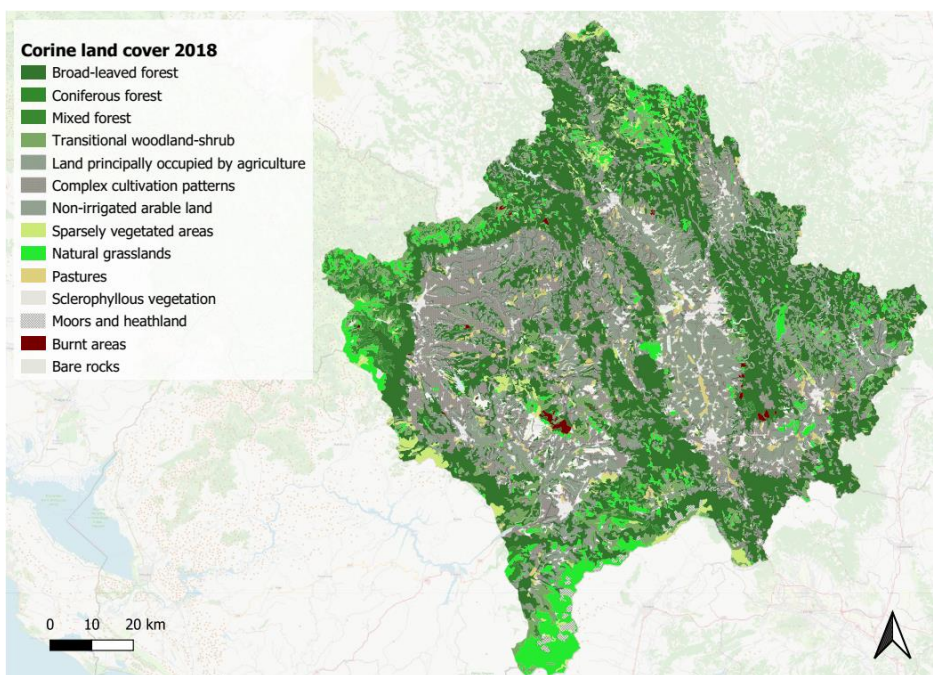 Corine land cover 2018
Broad-leaved forest
Coniferous forest
Mixed forest
Transitional woodland-shrub
Land principally occupied by agriculture
Complex cultivation patterns
Non-irrigated arable land
Sparsely vegetated areas
Natural grasslands
Pastures
Sclerophyllous vegetation
Moors and heathland
Burnt areas
Bare rocks
0 10 20 km